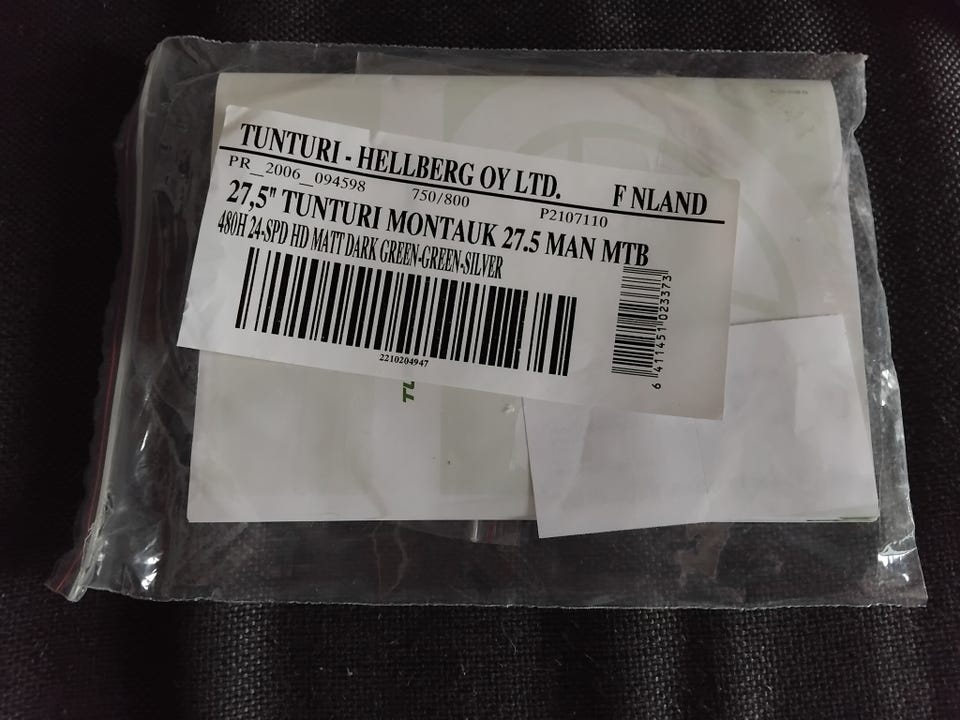 TUNTURI - HELLBERG OY LTD. F NLAND
PR_2006_094598 750/800 P2107110
27,5" TUNTURI MONTAUK 27.5 MAN MTB
480H 24-SPD HD MATT DARK GREEN-GREEN-SILVER
2210204947
6 411451 023373
TU